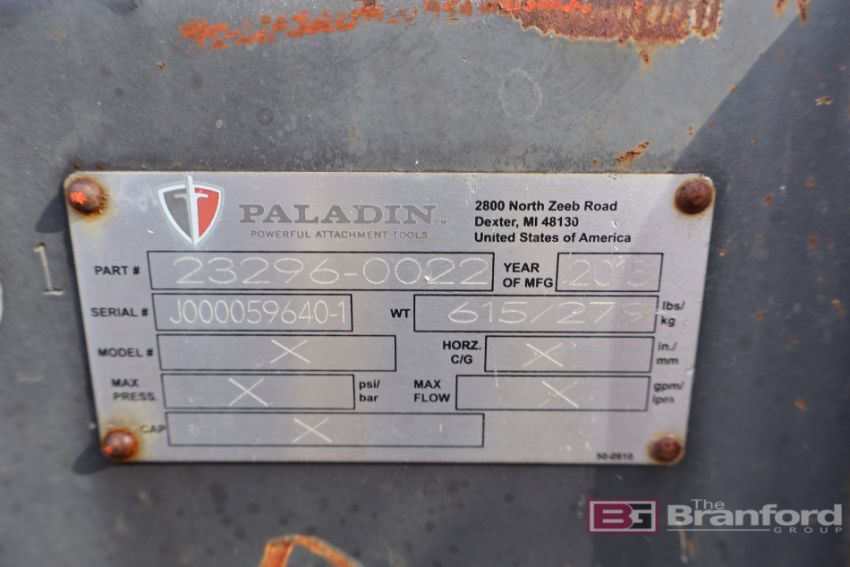 PALADIN
POWERFUL ATTACHMENT TOOLS
2800 North Zeeb Road
Dexter, MI 48130
United States of America
PART # 23296-0022 YEAR OF MFG 2015
SERIAL # J000059640-1 WT 615/279 lbs/kg
MODEL # X HORZ. C/G X in./mm
MAX PRESS. X psi/bar MAX FLOW X gpm/lpm
CAP X
1
BG The Branford GROUP